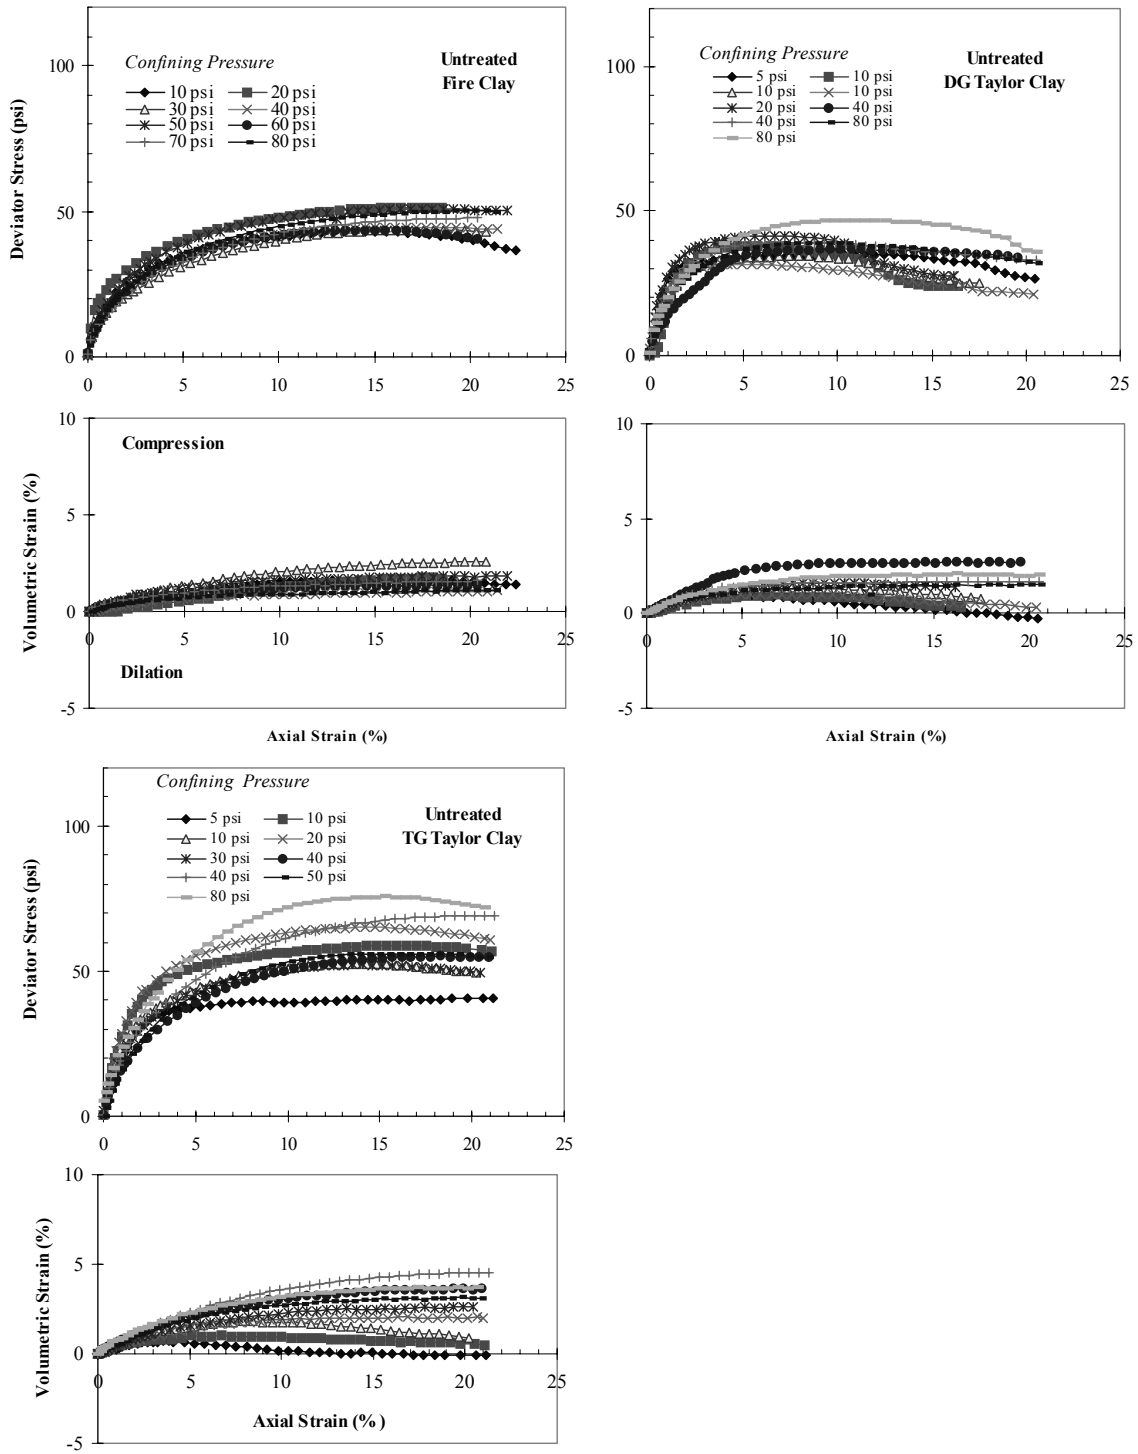 Confining Pressure
Untreated
Fire Clay
10 psi 20 psi
30 psi 40 psi
50 psi 60 psi
70 psi 80 psi
Deviator Stress (psi)
100
50
0
0 5 10 15 20 25
Confining Pressure
Untreated
DG Taylor Clay
5 psi 10 psi
10 psi 10 psi
20 psi 40 psi
40 psi 80 psi
80 psi
100
50
0
0 5 10 15 20 25
Compression
Dilation
Volumetric Strain (%)
10
5
0
-5
0 5 10 15 20 25
Axial Strain (%)
10
5
0
-5
0 5 10 15 20 25
Axial Strain (%)
Confining Pressure
Untreated
TG Taylor Clay
5 psi 10 psi
10 psi 20 psi
30 psi 40 psi
40 psi 50 psi
80 psi
Deviator Stress (psi)
100
50
0
0 5 10 15 20 25
Volumetric Strain (%)
10
5
0
-5
0 5 10 15 20 25
Axial Strain (%)